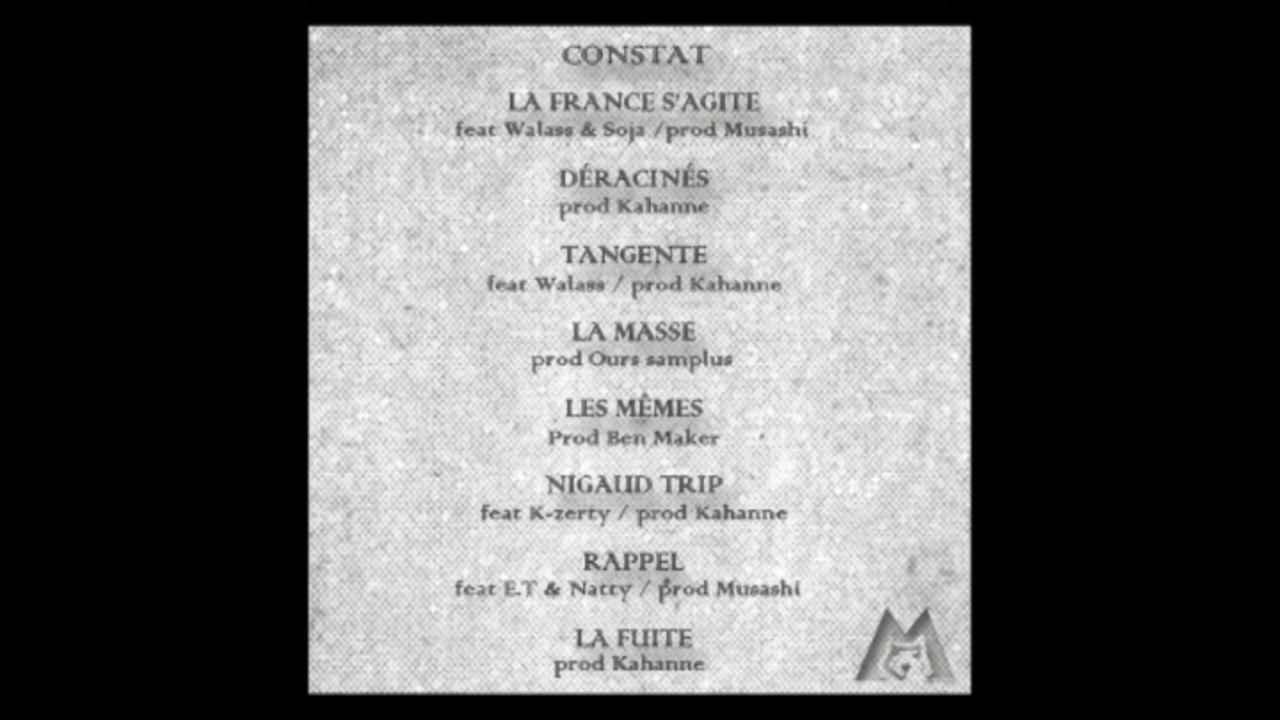 CONSTAT
LA FRANCE S'AGITE
feat Walass & Soja /prod Musashi
DÉRACINÉS
prod Kahanne
TANGENTE
feat Walass / prod Kahanne
LA MASSE
prod Ours samplus
LES MÊMES
Prod Ben Maker
NIGAUD TRIP
feat K-zerty / prod Kahanne
RAPPEL
feat E.T & Natty / prod Musashi
LA FUITE
prod Kahanne
M